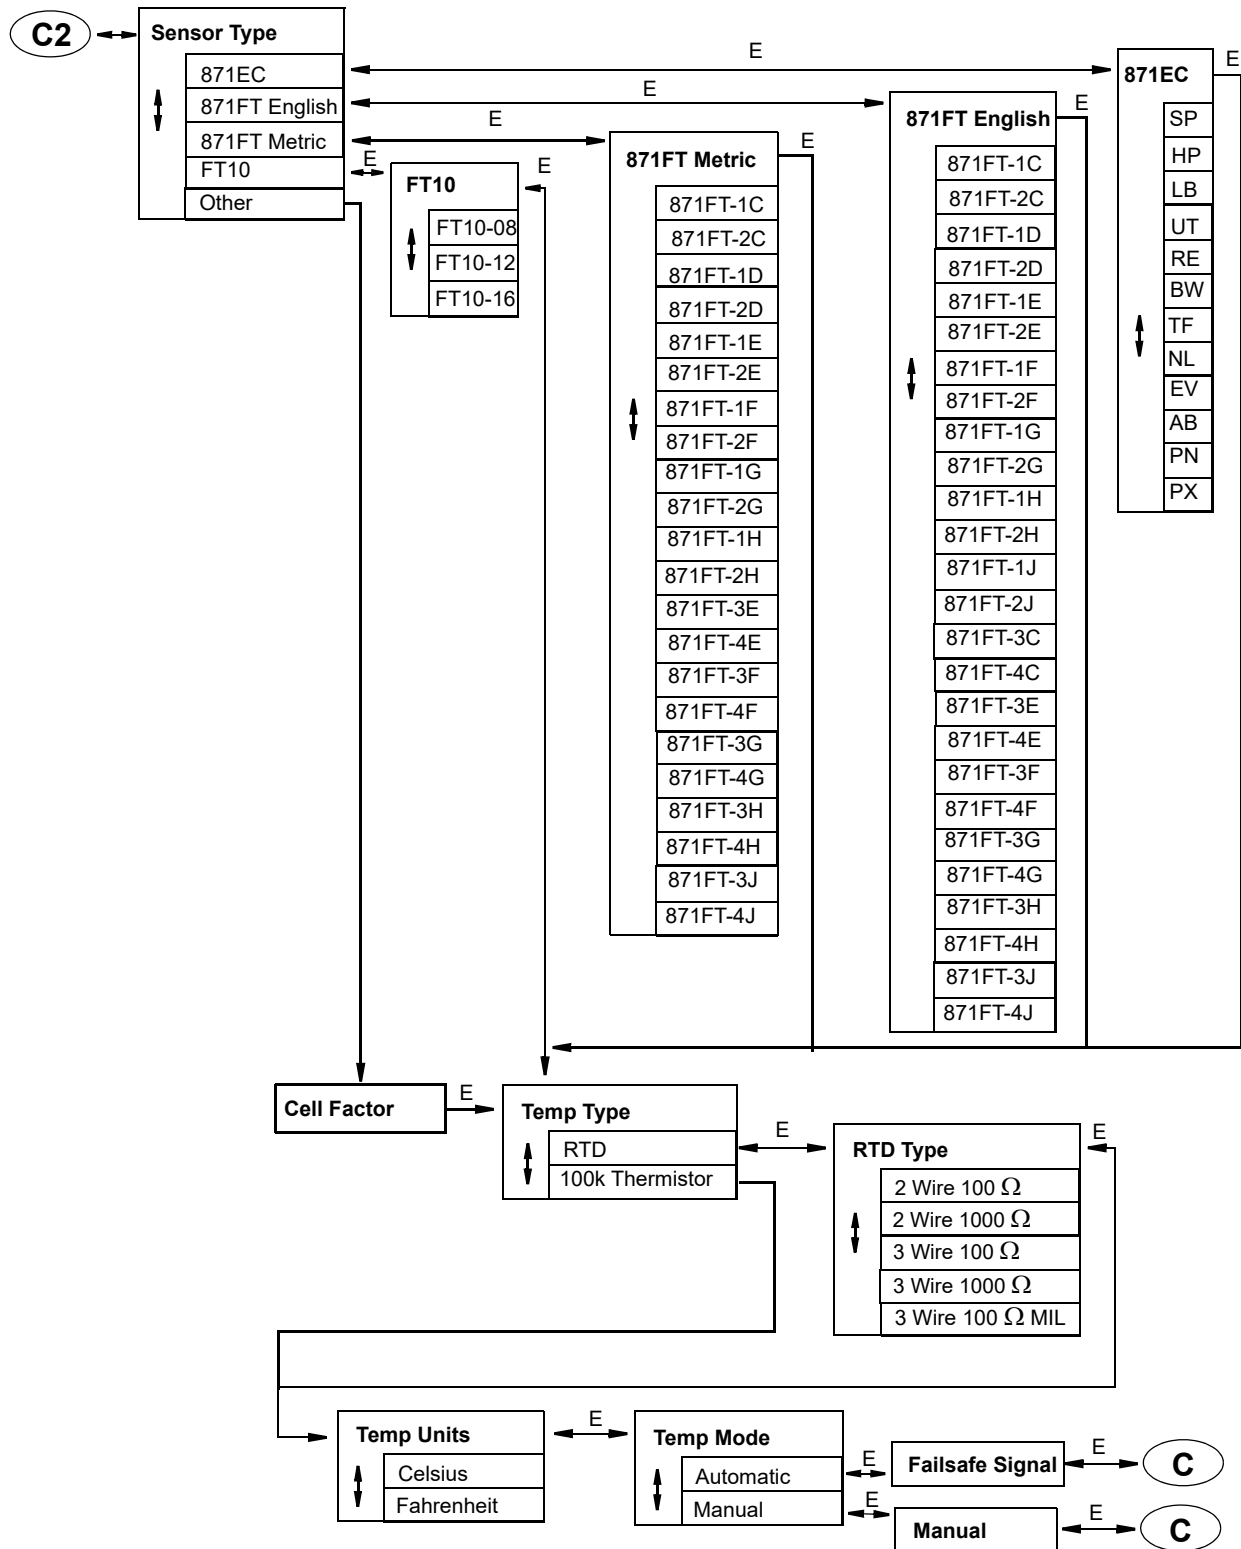 C2
Sensor Type
871EC
871FT English
871FT Metric
FT10
Other
E
E
E
E
FT10
FT10-08
FT10-12
FT10-16
E
871FT Metric
871FT-1C
871FT-2C
871FT-1D
871FT-2D
871FT-1E
871FT-2E
871FT-1F
871FT-2F
871FT-1G
871FT-2G
871FT-1H
871FT-2H
871FT-3E
871FT-4E
871FT-3F
871FT-4F
871FT-3G
871FT-4G
871FT-3H
871FT-4H
871FT-3J
871FT-4J
E
871FT English
871FT-1C
871FT-2C
871FT-1D
871FT-2D
871FT-1E
871FT-2E
871FT-1F
871FT-2F
871FT-1G
871FT-2G
871FT-1H
871FT-2H
871FT-1J
871FT-2J
871FT-3C
871FT-4C
871FT-3E
871FT-4E
871FT-3F
871FT-4F
871FT-3G
871FT-4G
871FT-3H
871FT-4H
871FT-3J
871FT-4J
E
871EC
SP
HP
LB
UT
RE
BW
TF
NL
EV
AB
PN
PX
E
Cell Factor
E
Temp Type
RTD
100k Thermistor
E
RTD Type
2 Wire 100 Ω
2 Wire 1000 Ω
3 Wire 100 Ω
3 Wire 1000 Ω
3 Wire 100 Ω MIL
E
Temp Units
Celsius
Fahrenheit
E
Temp Mode
Automatic
Manual
E
Failsafe Signal
E
C
E
Manual
E
C